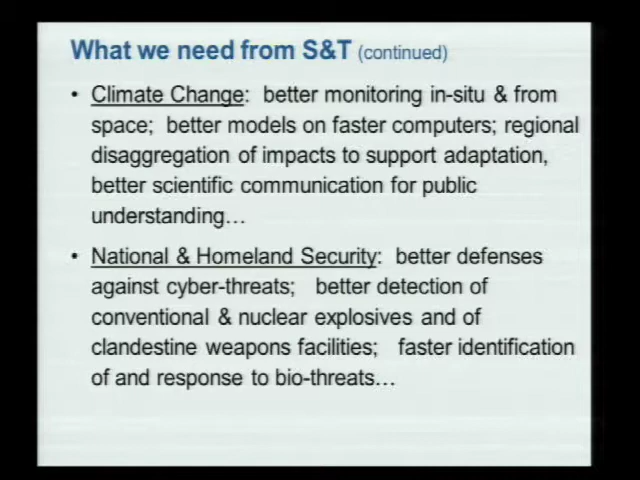 What we need from S&T (continued)
• Climate Change: better monitoring in-situ & from
space; better models on faster computers; regional
disaggregation of impacts to support adaptation,
better scientific communication for public
understanding…
• National & Homeland Security: better defenses
against cyber-threats; better detection of
conventional & nuclear explosives and of
clandestine weapons facilities; faster identification
of and response to bio-threats…